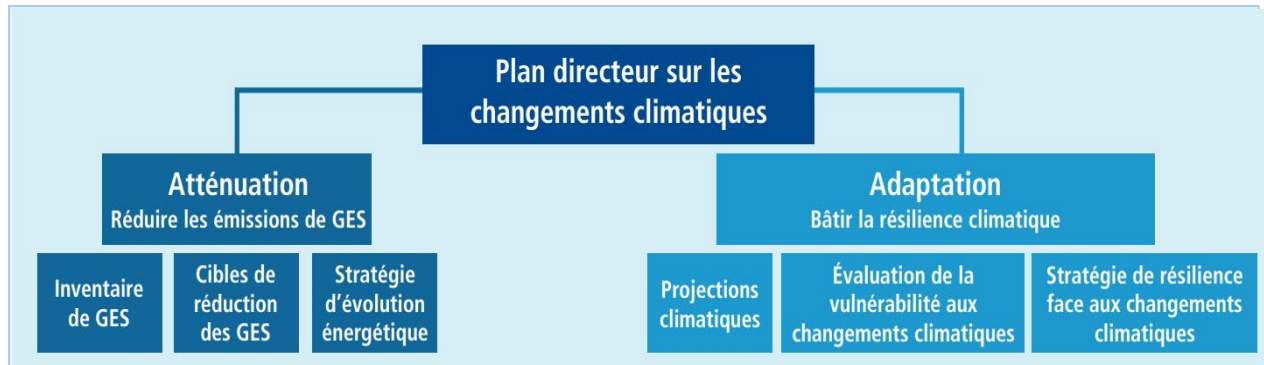 Plan directeur sur les
changements climatiques
Atténuation
Réduire les émissions de GES
Adaptation
Bâtir la résilience climatique
Inventaire
de GES
Cibles de
réduction
des GES
Stratégie
d'évolution
énergétique
Projections
climatiques
Évaluation de la
vulnérabilité aux
changements climatiques
Stratégie de résilience
face aux changements
climatiques